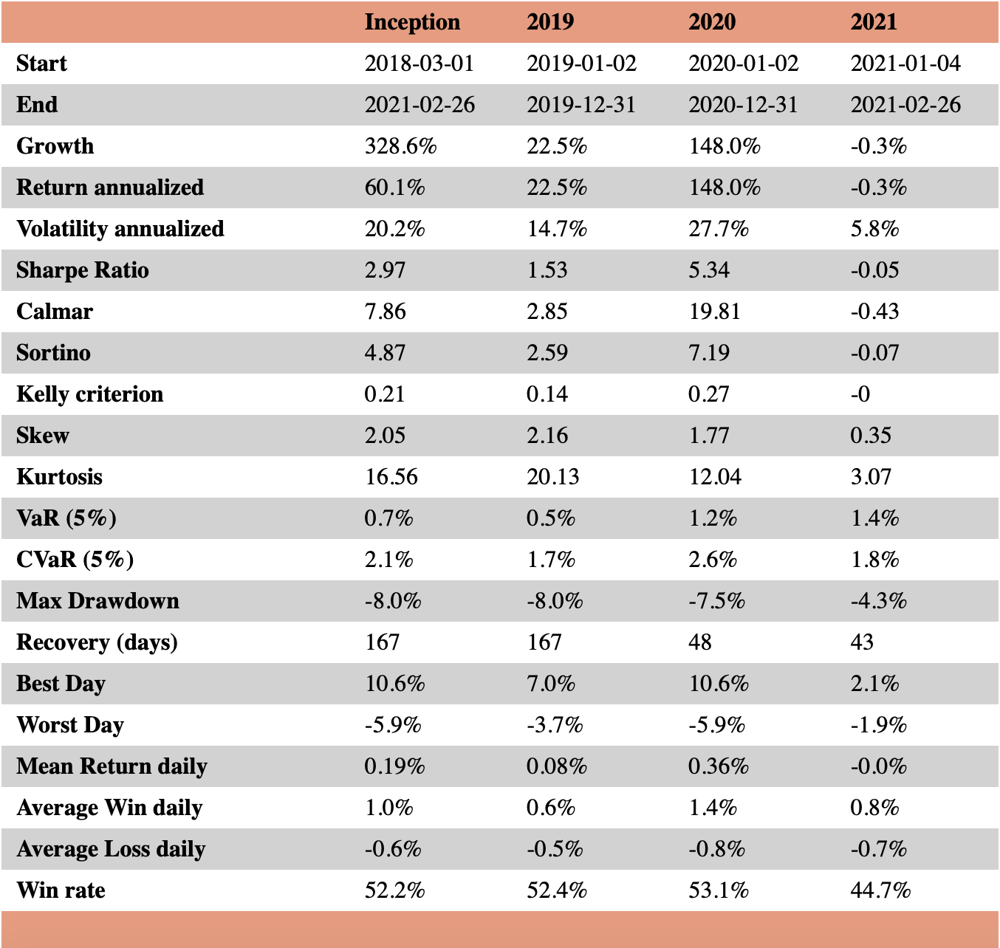 Inception 2019 2020 2021
Start 2018-03-01 2019-01-02 2020-01-02 2021-01-04
End 2021-02-26 2019-12-31 2020-12-31 2021-02-26
Growth 328.6% 22.5% 148.0% -0.3%
Return annualized 60.1% 22.5% 148.0% -0.3%
Volatility annualized 20.2% 14.7% 27.7% 5.8%
Sharpe Ratio 2.97 1.53 5.34 -0.05
Calmar 7.86 2.85 19.81 -0.43
Sortino 4.87 2.59 7.19 -0.07
Kelly criterion 0.21 0.14 0.27 -0
Skew 2.05 2.16 1.77 0.35
Kurtosis 16.56 20.13 12.04 3.07
VaR (5%) 0.7% 0.5% 1.2% 1.4%
CVaR (5%) 2.1% 1.7% 2.6% 1.8%
Max Drawdown -8.0% -8.0% -7.5% -4.3%
Recovery (days) 167 167 48 43
Best Day 10.6% 7.0% 10.6% 2.1%
Worst Day -5.9% -3.7% -5.9% -1.9%
Mean Return daily 0.19% 0.08% 0.36% -0.0%
Average Win daily 1.0% 0.6% 1.4% 0.8%
Average Loss daily -0.6% -0.5% -0.8% -0.7%
Win rate 52.2% 52.4% 53.1% 44.7%